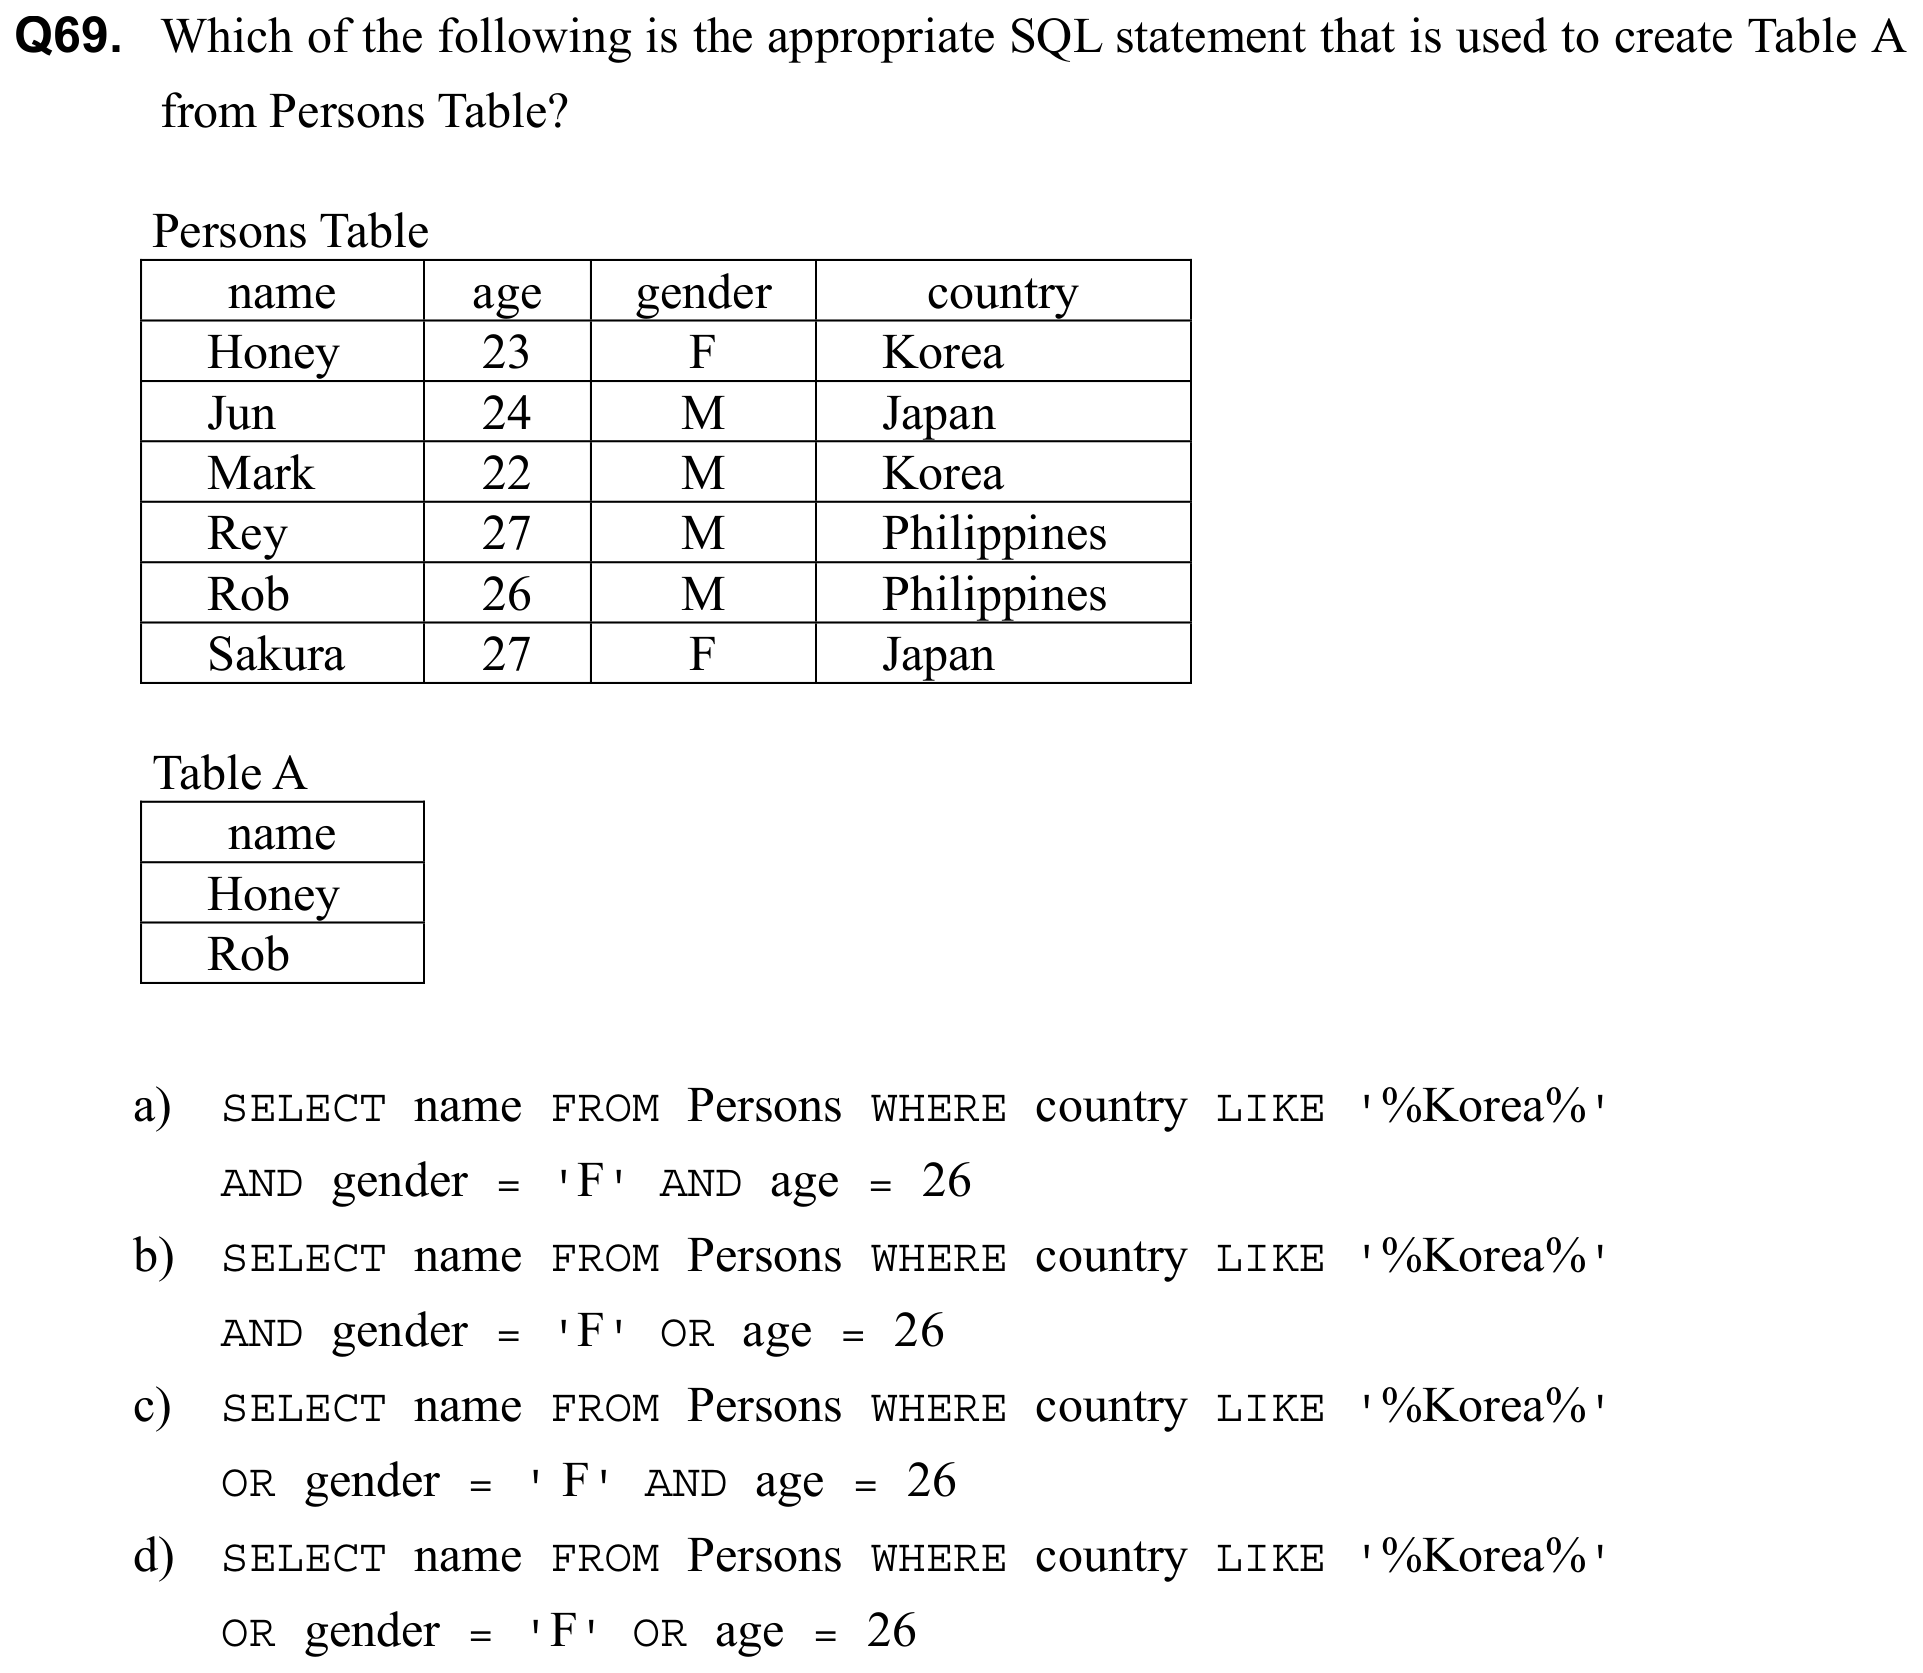 Q69. Which of the following is the appropriate SQL statement that is used to create Table A
from Persons Table?
Persons Table
name age gender country
Honey 23 F Korea
Jun 24 M Japan
Mark 22 M Korea
Rey 27 M Philippines
Rob 26 M Philippines
Sakura 27 F Japan
Table A
name
Honey
Rob
a) SELECT name FROM Persons WHERE country LIKE '%Korea%'
AND gender = 'F' AND age = 26
b) SELECT name FROM Persons WHERE country LIKE '%Korea%'
AND gender = 'F' OR age = 26
c) SELECT name FROM Persons WHERE country LIKE '%Korea%'
OR gender = ' F' AND age = 26
d) SELECT name FROM Persons WHERE country LIKE '%Korea%'
OR gender = 'F' OR age = 26